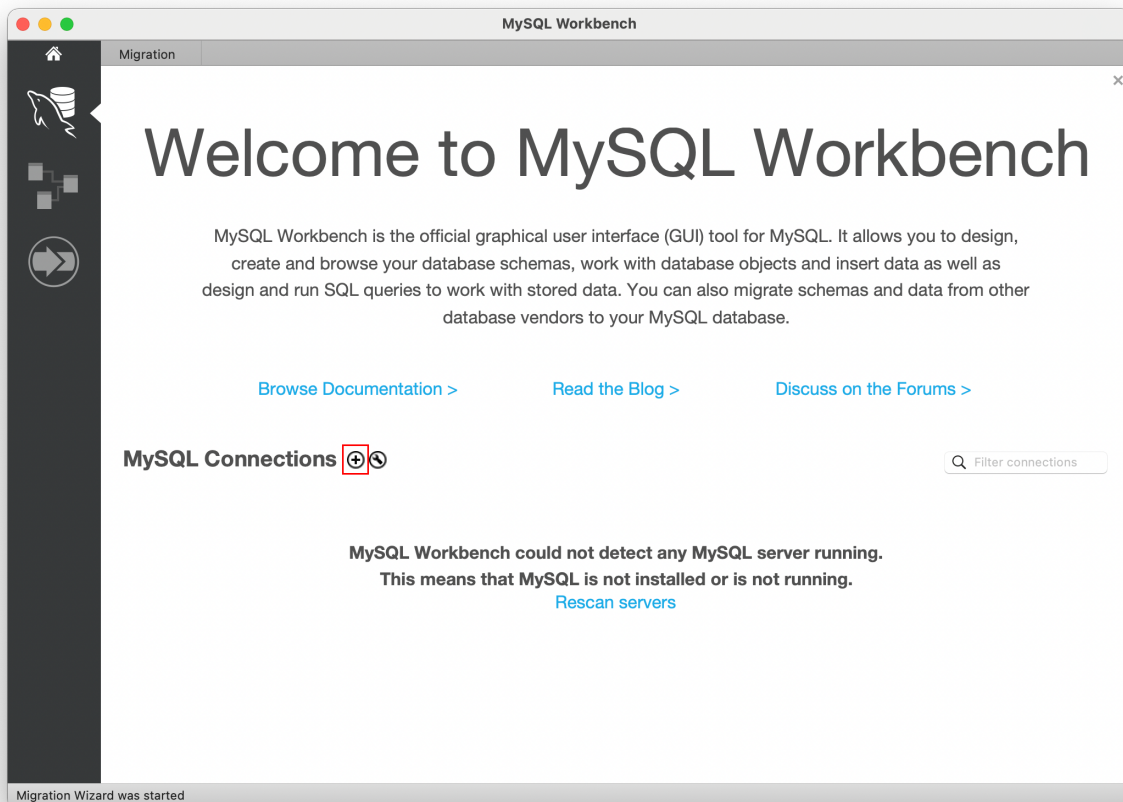 MySQL Workbench
Migration
Welcome to MySQL Workbench
MySQL Workbench is the official graphical user interface (GUI) tool for MySQL. It allows you to design,
create and browse your database schemas, work with database objects and insert data as well as
design and run SQL queries to work with stored data. You can also migrate schemas and data from other
database vendors to your MySQL database.
Browse Documentation > Read the Blog > Discuss on the Forums >
MySQL Connections Filter connections
MySQL Workbench could not detect any MySQL server running.
This means that MySQL is not installed or is not running.
Rescan servers
Migration Wizard was started